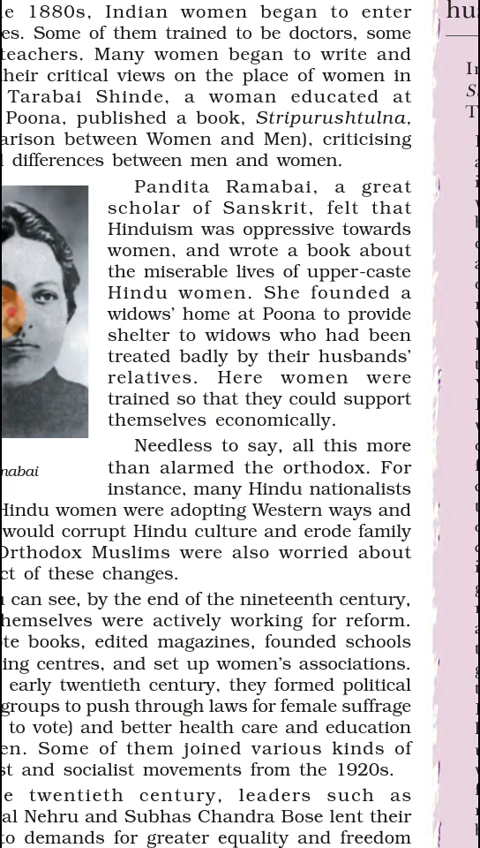 e 1880s, Indian women began to enter
es. Some of them trained to be doctors, some
teachers. Many women began to write and
heir critical views on the place of women in
Tarabai Shinde, a woman educated at
Poona, published a book, Stripurushtulna,
arison between Women and Men), criticising
differences between men and women.
Pandita Ramabai, a great
scholar of Sanskrit, felt that
Hinduism was oppressive towards
women, and wrote a book about
the miserable lives of upper-caste
Hindu women. She founded a
widows' home at Poona to provide
shelter to widows who had been
treated badly by their husbands'
relatives. Here women were
trained so that they could support
themselves economically.
Needless to say, all this more
than alarmed the orthodox. For
instance, many Hindu nationalists
Hindu women were adopting Western ways and
would corrupt Hindu culture and erode family
Orthodox Muslims were also worried about
ct of these changes.
can see, by the end of the nineteenth century,
hemselves were actively working for reform.
te books, edited magazines, founded schools
ing centres, and set up women's associations.
early twentieth century, they formed political
groups to push through laws for female suffrage
to vote) and better health care and education
en. Some of them joined various kinds of
st and socialist movements from the 1920s.
e twentieth century, leaders such as
al Nehru and Subhas Chandra Bose lent their
to demands for greater equality and freedom
mabai
hus